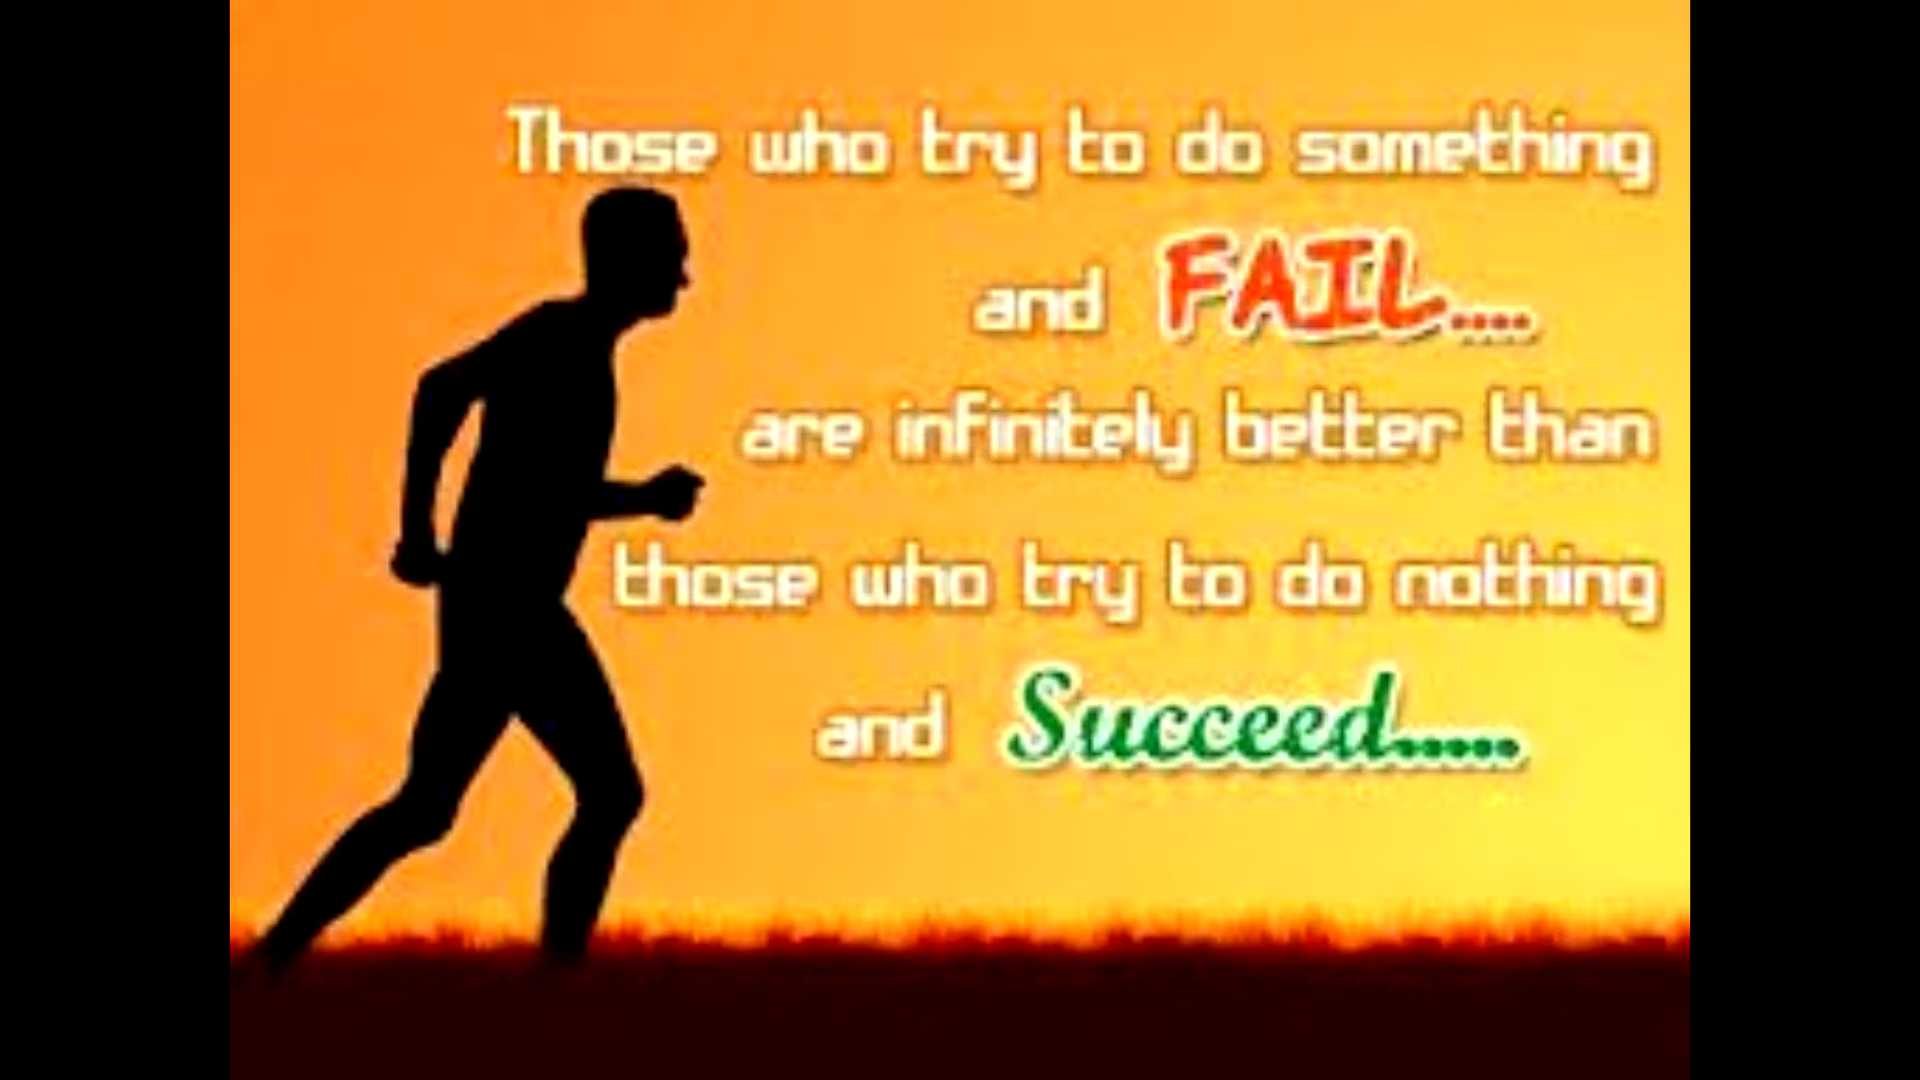 Those who try to do something
and FAIL....
are infinitely better than
those who try to do nothing
and Succeed.....